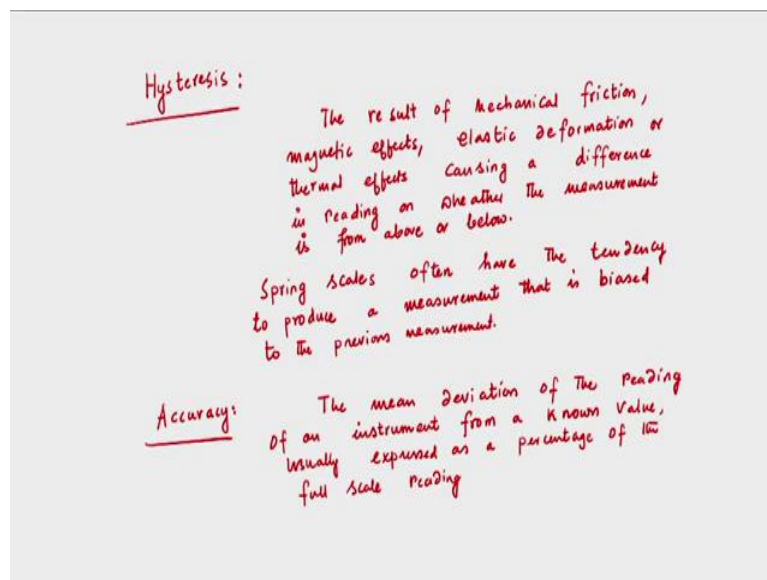 Hysteresis :
The result of Mechanical friction,
magnetic effects, elastic deformation or
thermal effects causing a difference
in reading on wheather the measurement
is from above or below.
Spring scales often have the tendency
to produce a measurement that is biased
to the previous measurement.
Accuracy: The mean deviation of the reading
of an instrument from a known value,
usually expressed as a percentage of the
full scale reading